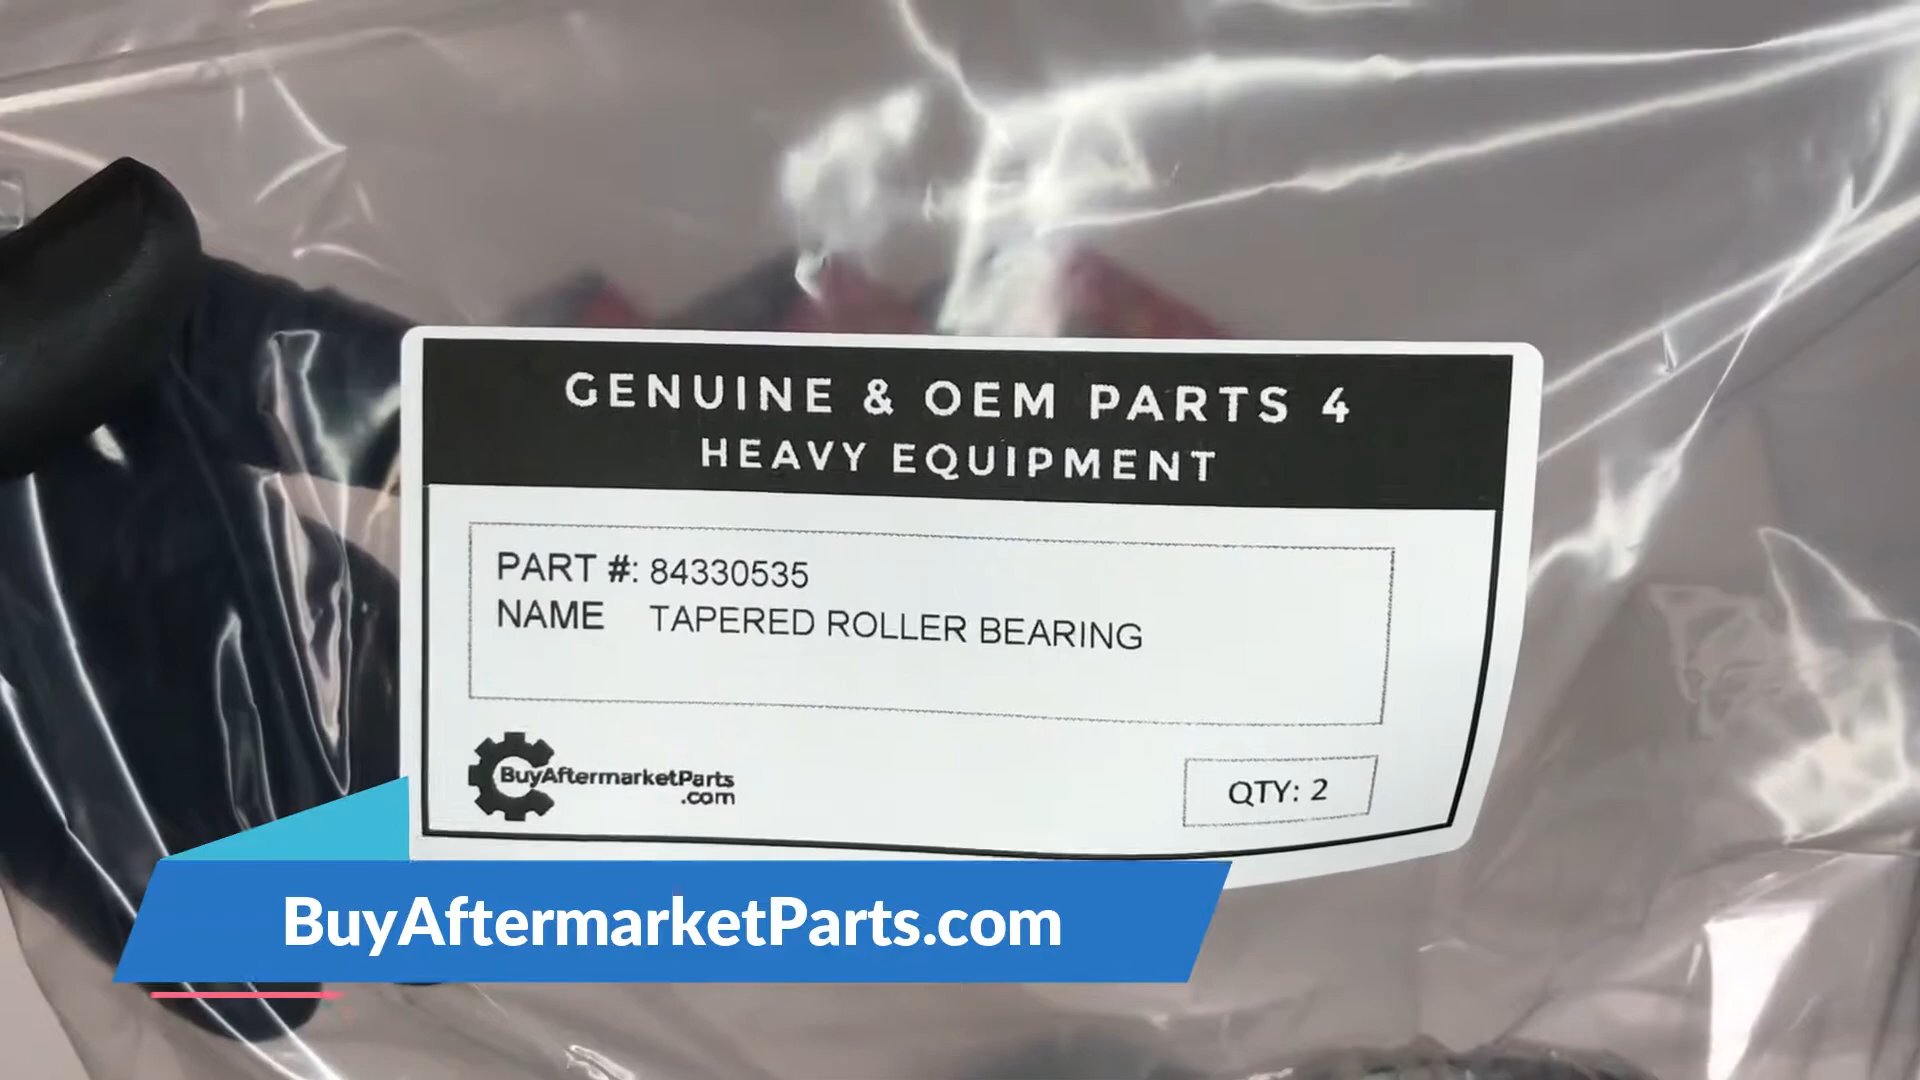 GENUINE & OEM PARTS 4
HEAVY EQUIPMENT
PART #: 84330535
NAME TAPERED ROLLER BEARING
BuyAftermarketParts
.com
QTY: 2
BuyAftermarketParts.com